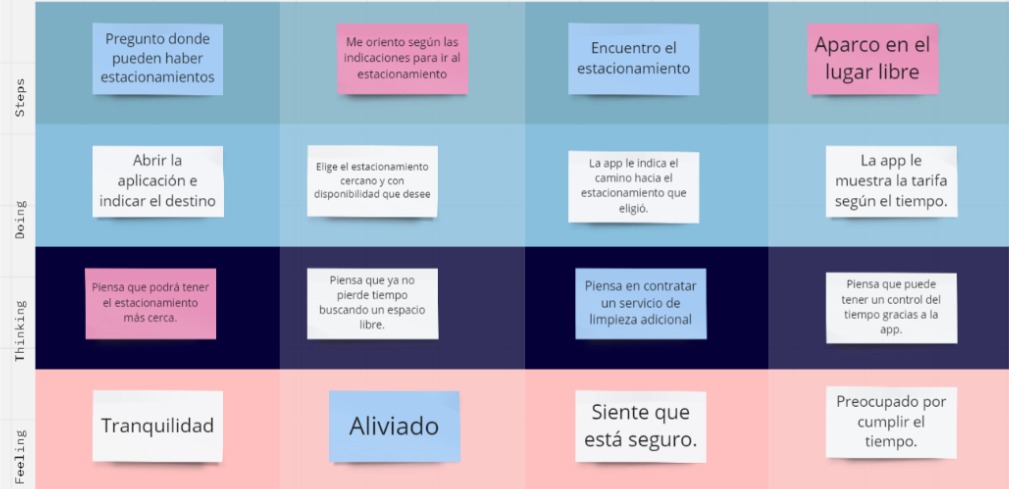 Steps
Pregunto donde
pueden haber
estacionamientos
Me oriento según las
indicaciones para ir al
estacionamiento
Encuentro el
estacionamiento
Aparco en el
lugar libre
Doing
Abrir la
aplicación e
indicar el destino
Elige el estacionamiento
cercano y con
disponibilidad que desee
La app le indica el
camino hacia el
estacionamiento que
eligió.
La app le
muestra la tarifa
según el tiempo.
Thinking
Piensa que podrá tener
el estacionamiento
más cerca.
Piensa que ya no
pierde tiempo
buscando un espacio
libre.
Piensa en contratar
un servicio de
limpieza adicional
Piensa que puede
tener un control del
tiempo gracias a la
app.
Feeling
Tranquilidad
Aliviado
Siente que
está seguro.
Preocupado por
cumplir el
tiempo.